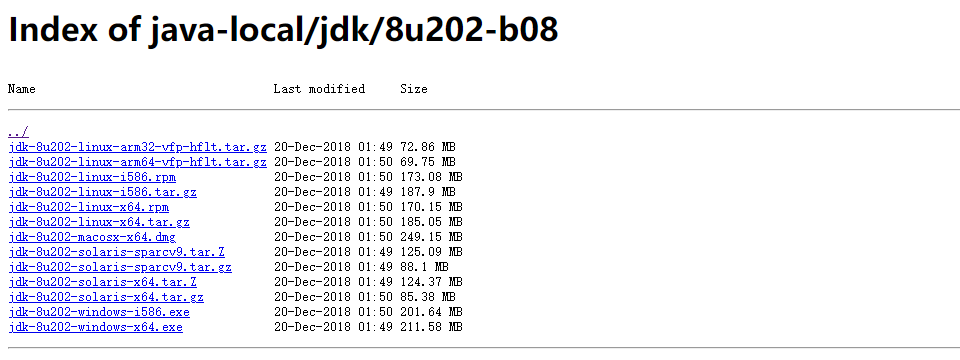 Index of java-local/jdk/8u202-b08
Name Last modified Size
../
jdk-8u202-linux-arm32-vfp-hflt.tar.gz 20-Dec-2018 01:49 72.86 MB
jdk-8u202-linux-arm64-vfp-hflt.tar.gz 20-Dec-2018 01:50 69.75 MB
jdk-8u202-linux-i586.rpm 20-Dec-2018 01:50 173.08 MB
jdk-8u202-linux-i586.tar.gz 20-Dec-2018 01:49 187.9 MB
jdk-8u202-linux-x64.rpm 20-Dec-2018 01:50 170.15 MB
jdk-8u202-linux-x64.tar.gz 20-Dec-2018 01:50 185.05 MB
jdk-8u202-macosx-x64.dmg 20-Dec-2018 01:50 249.15 MB
jdk-8u202-solaris-sparcv9.tar.Z 20-Dec-2018 01:49 125.09 MB
jdk-8u202-solaris-sparcv9.tar.gz 20-Dec-2018 01:49 88.1 MB
jdk-8u202-solaris-x64.tar.Z 20-Dec-2018 01:49 124.37 MB
jdk-8u202-solaris-x64.tar.gz 20-Dec-2018 01:50 85.38 MB
jdk-8u202-windows-i586.exe 20-Dec-2018 01:50 201.64 MB
jdk-8u202-windows-x64.exe 20-Dec-2018 01:49 211.58 MB